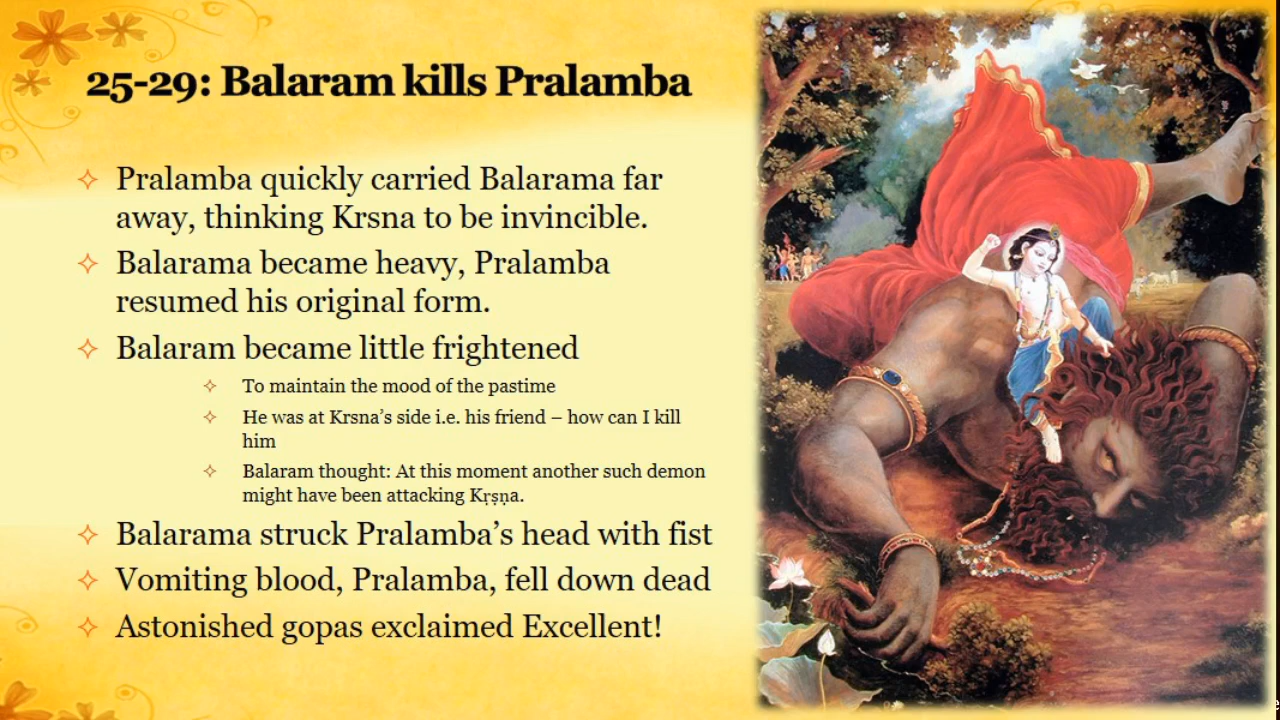 25-29: Balaram kills Pralamba
Pralamba quickly carried Balarama far
away, thinking Krsna to be invincible.
Balarama became heavy, Pralamba
resumed his original form.
Balaram became little frightened
To maintain the mood of the pastime
He was at Krsna’s side i.e. his friend – how can I kill
him
Balaram thought: At this moment another such demon
might have been attacking Kṛṣṇa.
Balarama struck Pralamba’s head with fist
Vomiting blood, Pralamba, fell down dead
Astonished gopas exclaimed Excellent!